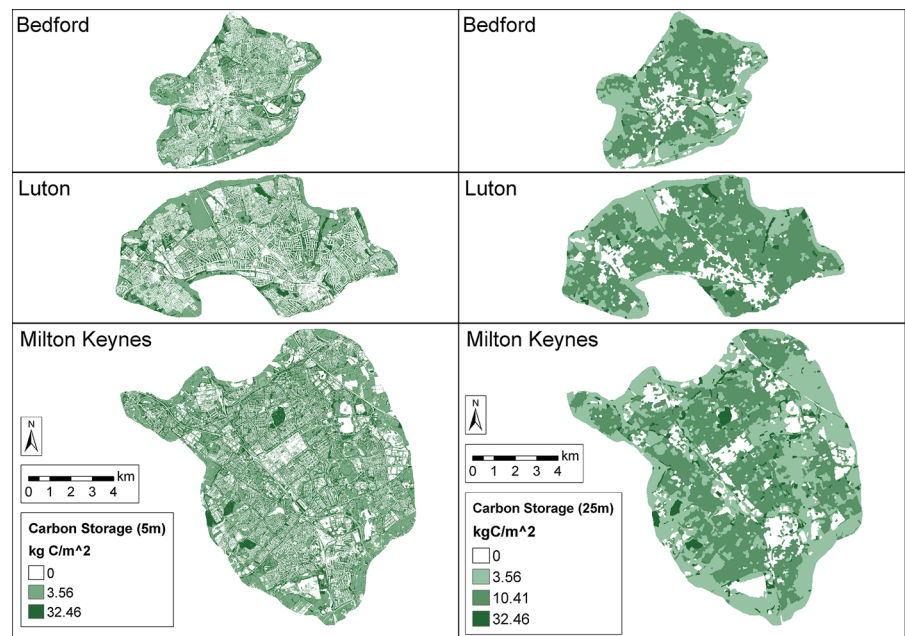 Bedford
Bedford
Luton
Luton
Milton Keynes
Milton Keynes
N
km
0 1 2 3 4
Carbon Storage (5m)
kg C/m^2
0
3.56
32.46
N
km
0 1 2 3 4
Carbon Storage (25m)
kgC/m^2
0
3.56
10.41
32.46